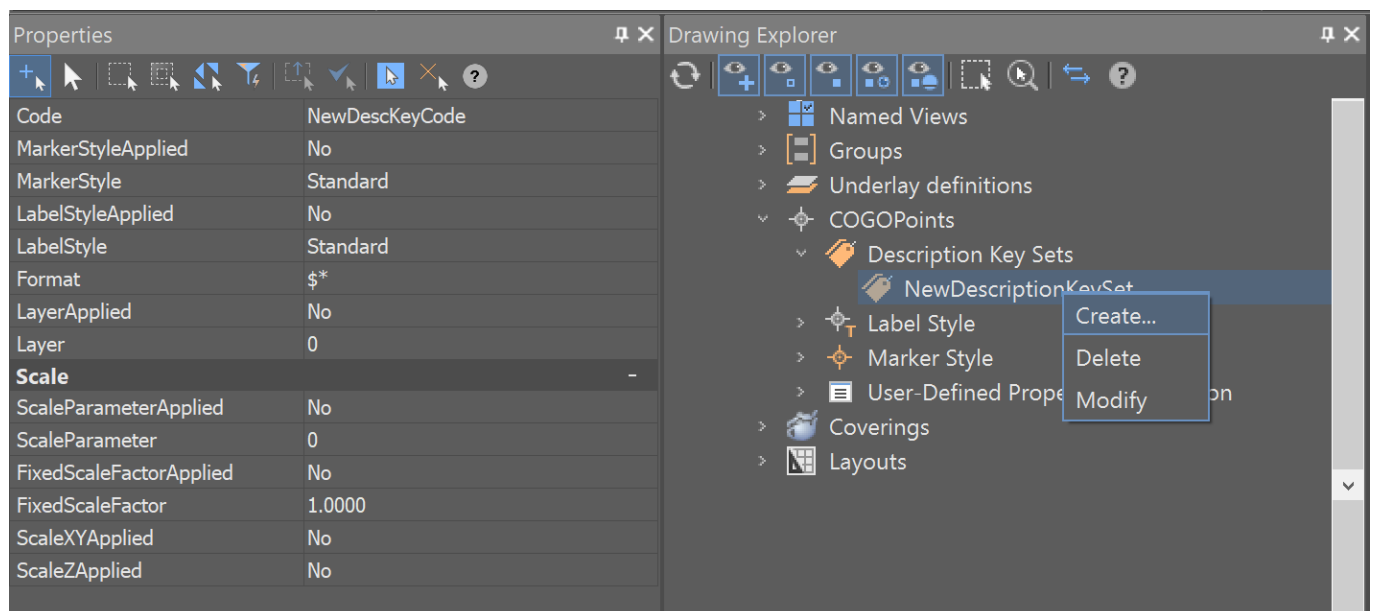 Properties
Code NewDescKeyCode
MarkerStyleApplied No
MarkerStyle Standard
LabelStyleApplied No
LabelStyle Standard
Format $*
LayerApplied No
Layer 0
Scale -
ScaleParameterApplied No
ScaleParameter 0
FixedScaleFactorApplied No
FixedScaleFactor 1.0000
ScaleXYApplied No
ScaleZApplied No
Drawing Explorer
Named Views
Groups
Underlay definitions
COGOPoints
Description Key Sets
NewDescriptionKeySet
Label Style
Marker Style
User-Defined Prope
on
Coverings
Layouts
Create...
Delete
Modify